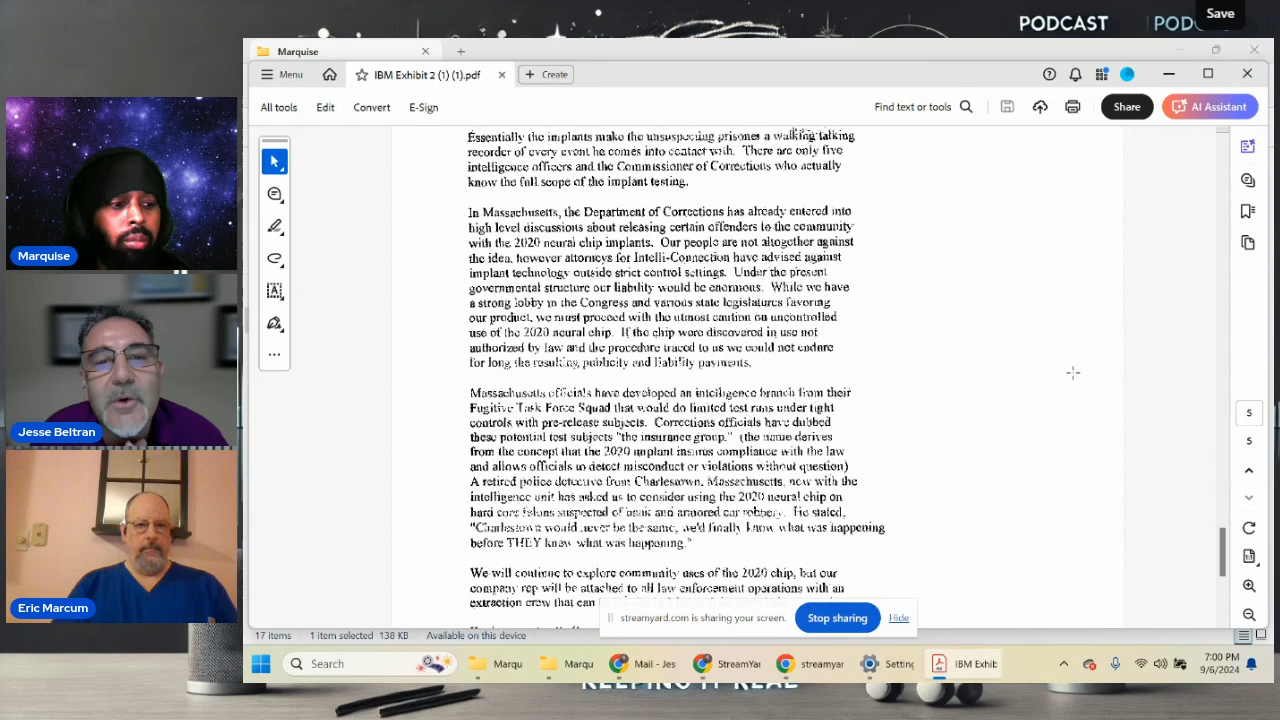 PODCAST
PODC
Save
Marquise
Menu
IBM Exhibit 2 (1) (1).pdf
Create
All tools
Edit
Convert
E-Sign
Find text or tools
Share
AI Assistant
Essentially the implants make the unsuspecting prisones a walking talking
recorder of every event he comes into contact with. There are only five
intelligence officers and the Commissioner of Corrections who actually
know the full scope of the implant testing.
In Massachusetts, the Department of Corrections has already entered into
high level discussions about releasing certain offenders to the community
with the 2020 neural chip implants. Our people are not altogether against
the idea, however attorneys for Intelli-Connection have advised against
implant technology outside strict control settings. Under the present
governmental structure our liability would be enormous. While we have
a strong lobby in the Congress and various state legislatures favoring
our product, we must proceed with the utmost caution on uncontrolled
use of the 2020 neural chip. If the chip were discovered in use not
authorized by law and the procedure traced to us we could not endure
for long the resulting publicity and liability payments.
Massachusetts officials have developed an intelligence branch from their
Fugitive Task Force Squad that would do limited test runs under tight
controls with pre-release subjects. Corrections officials have dubbed
these potential test subjects "the insurance group." (the name derives
from the concept that the 2020 implant insures compliance with the law
and allows officials to detect misconduct or violations without question)
A retired police detective from Charlestown, Massachusetts, now with the
intelligence unit has asked us to consider using the 2020 neural chip on
hard core felons suspected of bank and armored car robbery. He stated,
"Charlestown would never be the same, we'd finally know what was happening
before THEY knew what was happening."
We will continue to explore community uses of the 2020 chip, but our
company rep will be attached to all law enforcement operations with an
extraction crew that can
5
5
streamyard.com is sharing your screen.
Stop sharing
Hide
17 items
1 item selected 138 KB
Available on this device
Search
Marqu
Marqu
Mail - Jes
StreamYar
streamyar
Setting
IBM Exhib
7:00 PM
9/6/2024
Marquise
Jesse Beltran
Eric Marcum
KEEPING IT REAL